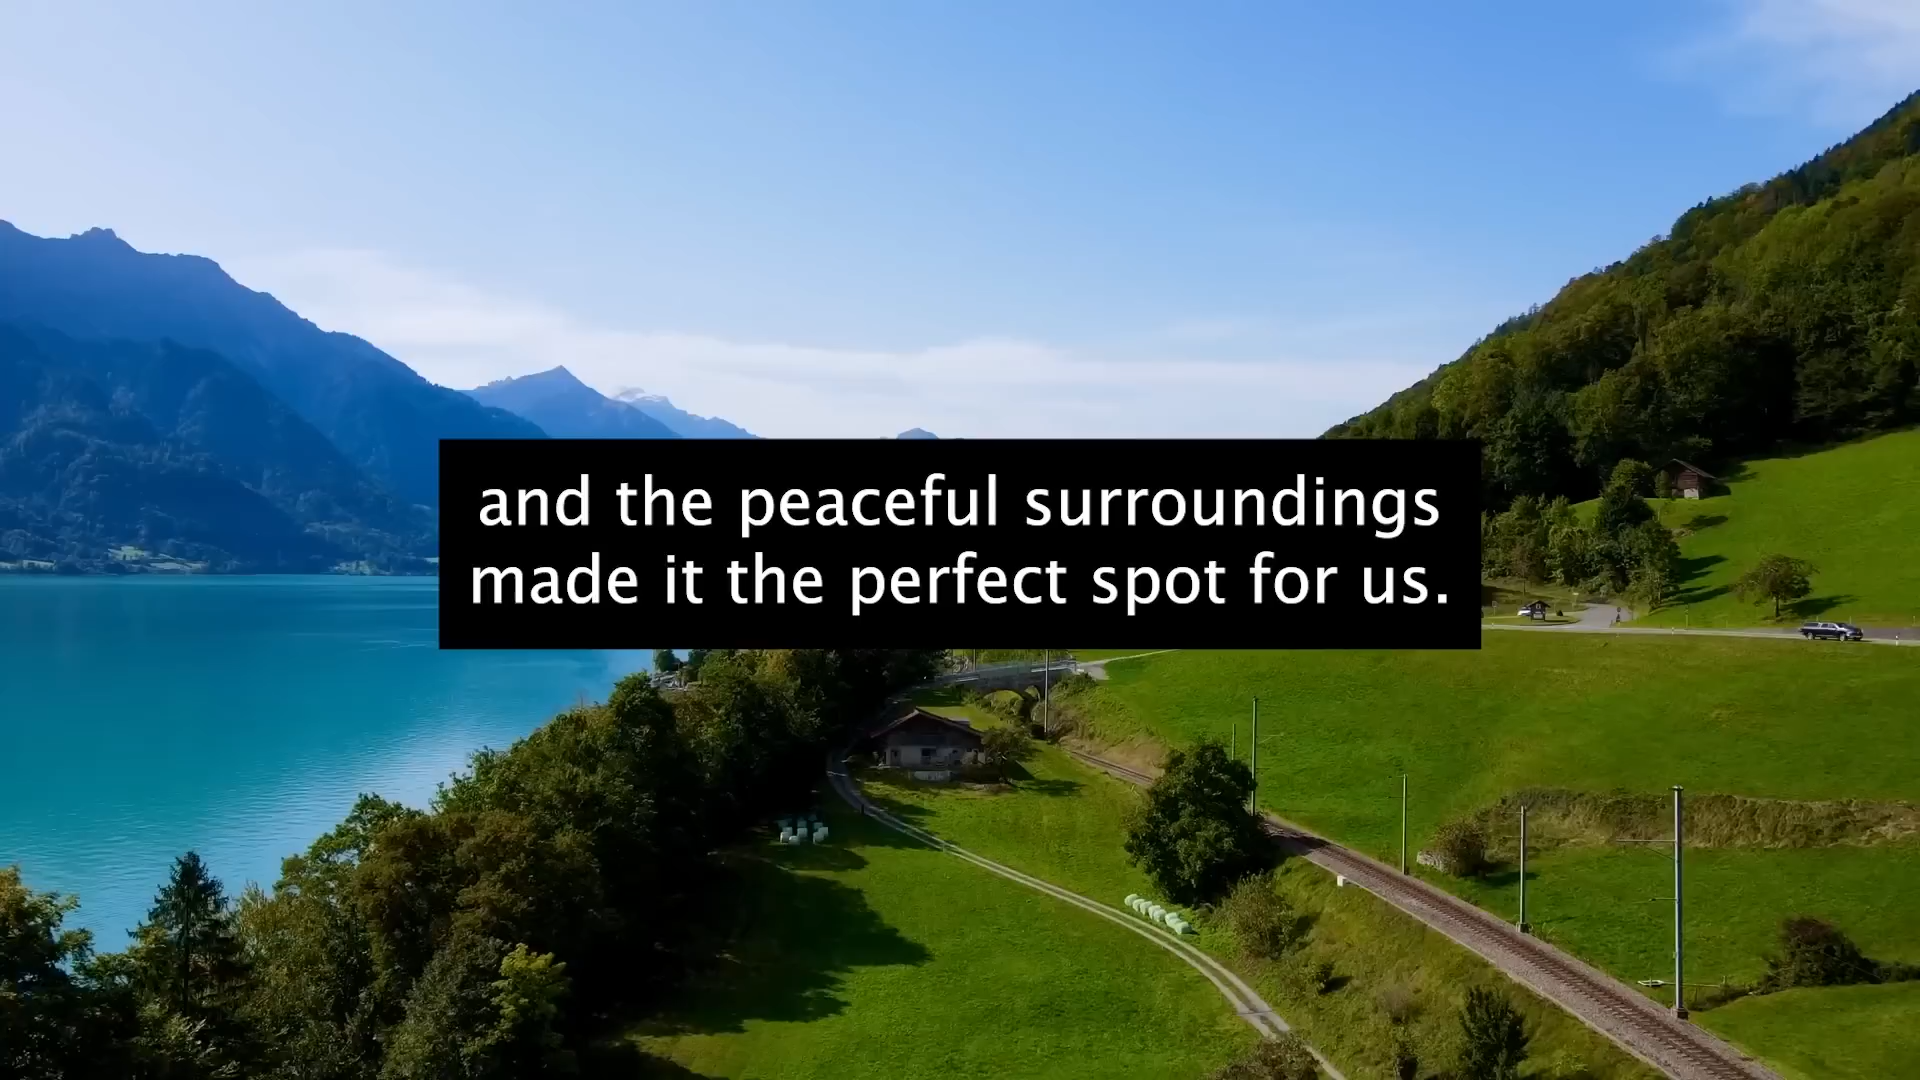 and the peaceful surroundings
made it the perfect spot for us.